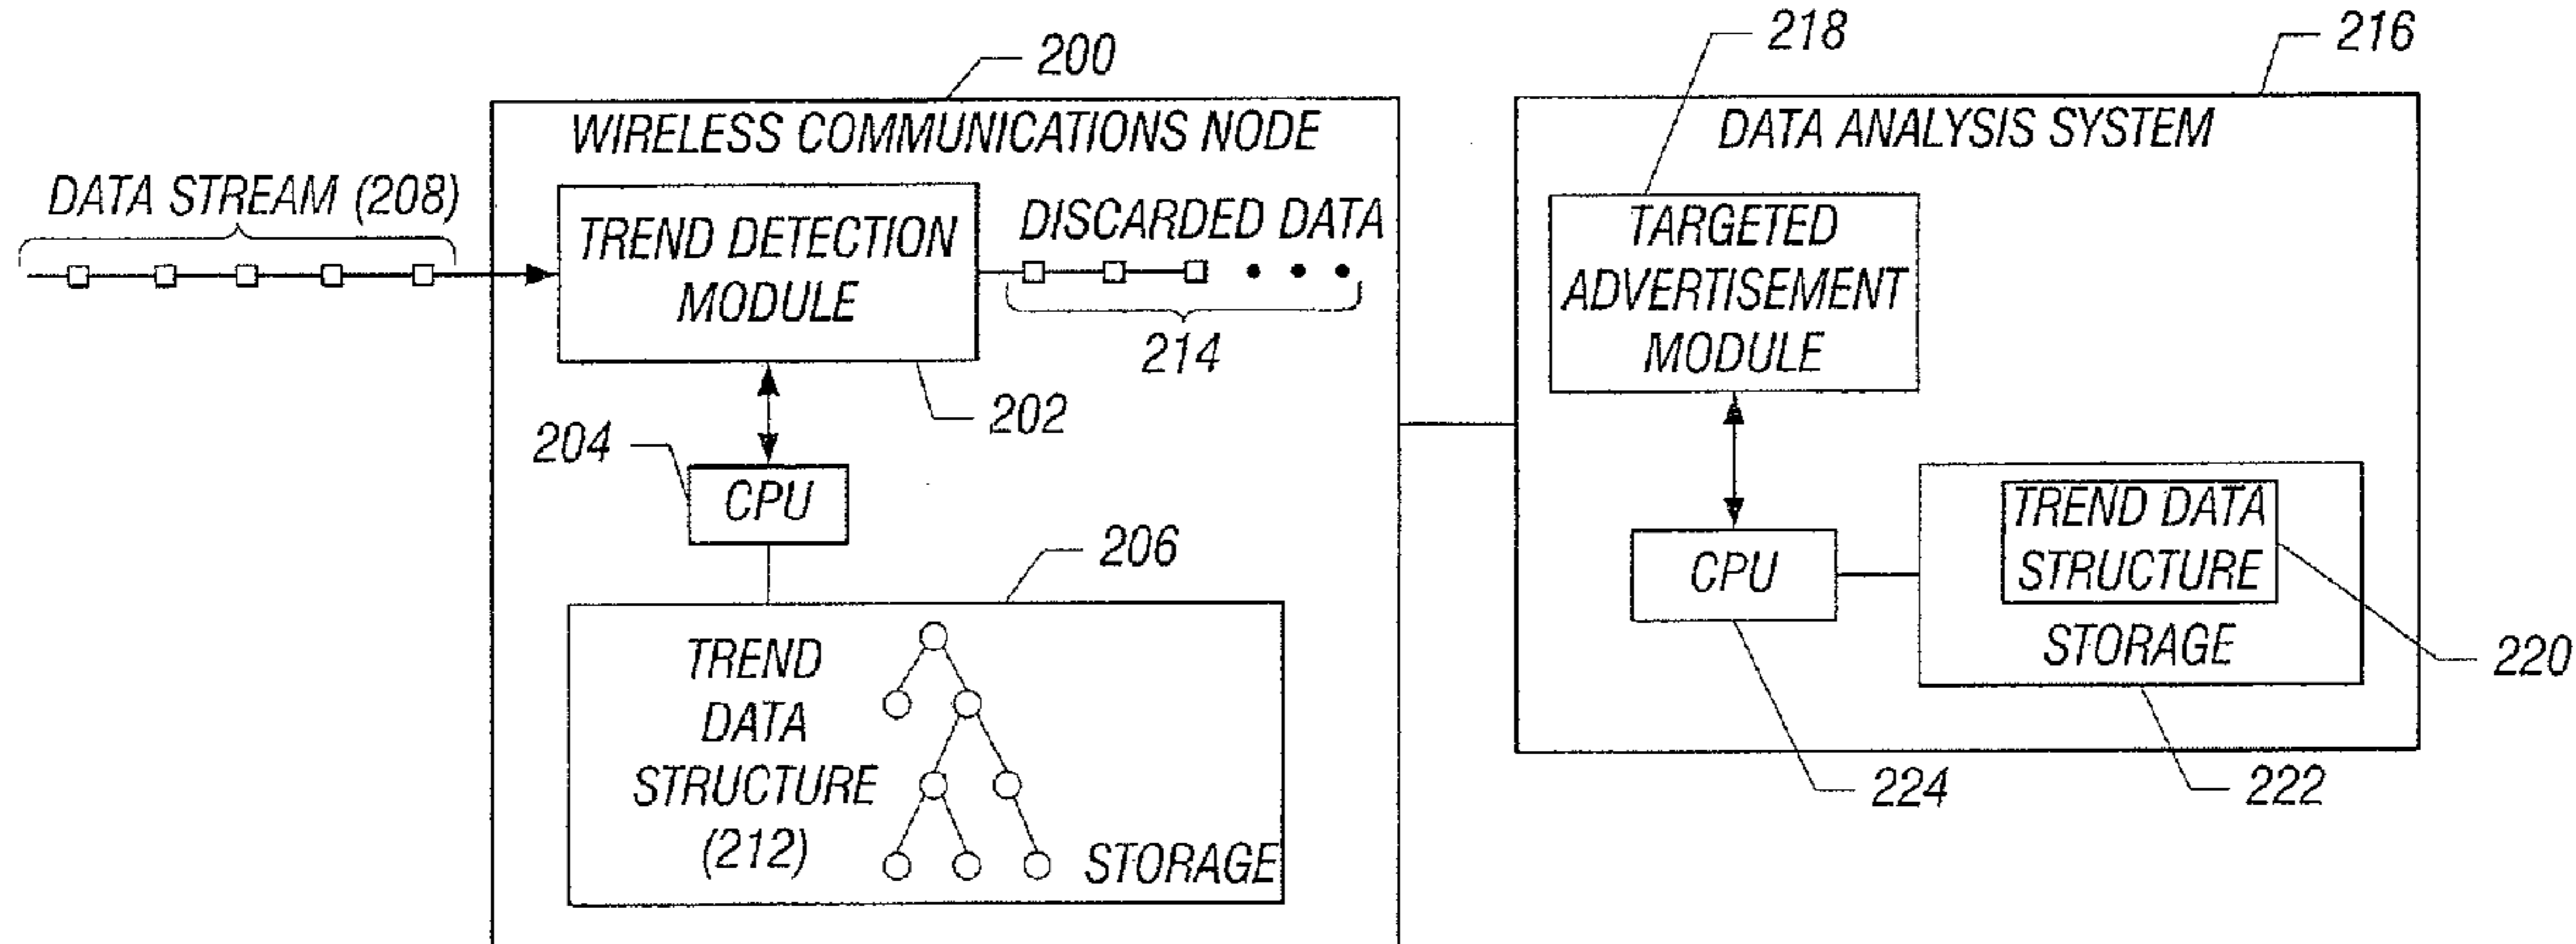 200
218
216
WIRELESS COMMUNICATIONS NODE
DATA ANALYSIS SYSTEM
DATA STREAM (208)
TREND DETECTION
MODULE
DISCARDED DATA
214
202
204
CPU
206
TREND
DATA
STRUCTURE
(212)
STORAGE
TARGETED
ADVERTISEMENT
MODULE
CPU
TREND DATA
STRUCTURE
STORAGE
220
224
222